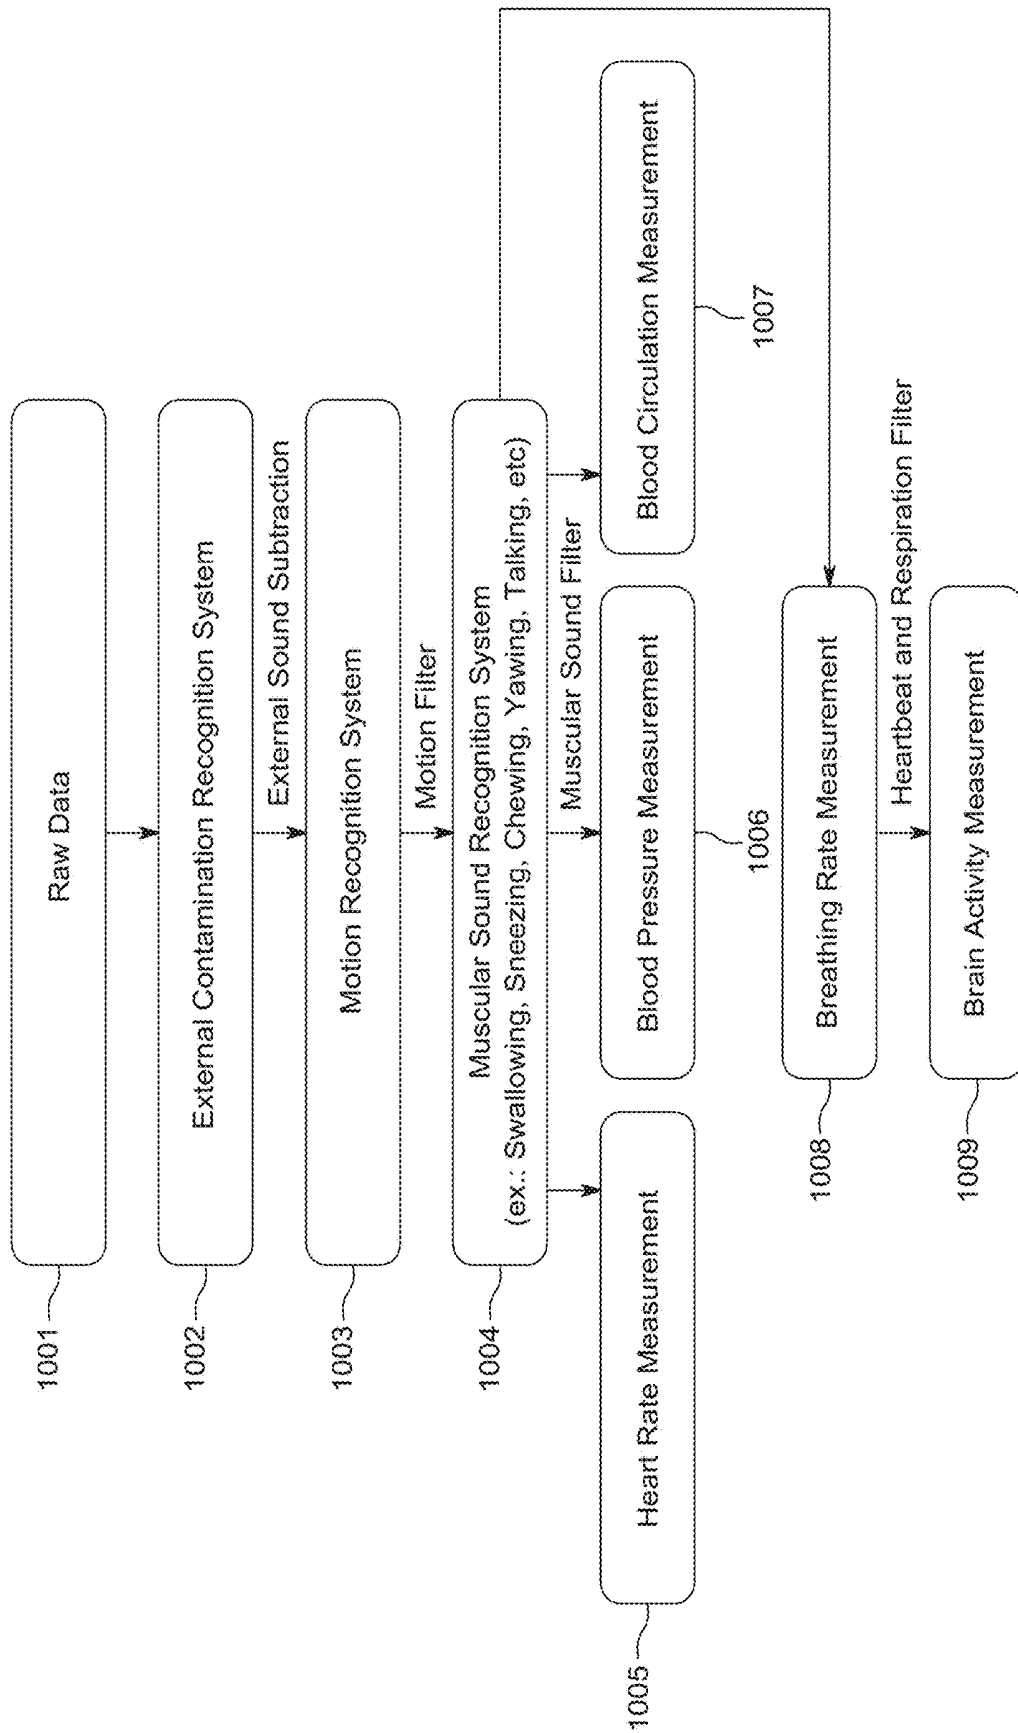 1001
Raw Data
1002
External Contamination Recognition System
External Sound Subtraction
1003
Motion Recognition System
Motion Filter
1004
Muscular Sound Recognition System
(ex.: Swallowing, Sneezing, Chewing, Yawing, Talking, etc)
Muscular Sound Filter
1005
Heart Rate Measurement
Blood Pressure Measurement
1006
Blood Circulation Measurement
1007
1008
Breathing Rate Measurement
Heartbeat and Respiration Filter
1009
Brain Activity Measurement